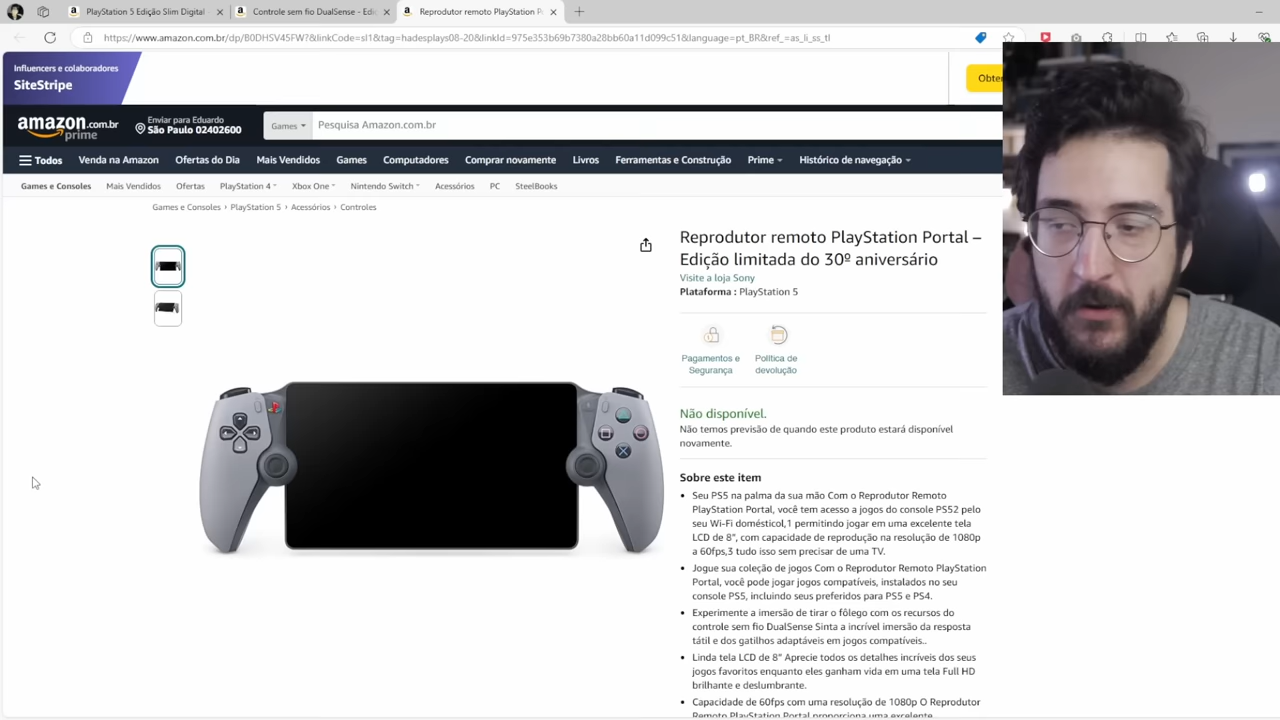 PlayStation 5 Edição Slim Digital
Controle sem fio DualSense - Edi
Reprodutor remoto PlayStation P
https://www.amazon.com.br/dp/B0DHSV45FW?&linkCode=sl1&tag=hadesplays08-20&linkId=975e353b69b7380a28bb60a11d099c51&language=pt_BR&ref_=as_li_ss_tl
Influencers e colaboradores
SiteStripe
Obter
amazon.com.br
prime
Enviar para Eduardo
São Paulo 02402600
Games
Pesquisa Amazon.com.br
Todos
Venda na Amazon
Ofertas do Dia
Mais Vendidos
Games
Computadores
Comprar novamente
Livros
Ferramentas e Construção
Prime
Histórico de navegação
Games e Consoles
Mais Vendidos
Ofertas
PlayStation 4
Xbox One
Nintendo Switch
Acessórios
PC
SteelBooks
Games e Consoles › PlayStation 5 › Acessórios › Controles
Reprodutor remoto PlayStation Portal –
Edição limitada do 30º aniversário
Visite a loja Sony
Plataforma : PlayStation 5
Pagamentos e
Segurança
Política de
devolução
Não disponível.
Não temos previsão de quando este produto estará disponível
novamente.
Sobre este item
Seu PS5 na palma da sua mão Com o Reprodutor Remoto
PlayStation Portal, você tem acesso a jogos do console PS52 pelo
seu Wi-Fi doméstico,1 permitindo jogar em uma excelente tela
LCD de 8", com capacidade de reprodução na resolução de 1080p
a 60fps,3 tudo isso sem precisar de uma TV.
Jogue sua coleção de jogos Com o Reprodutor Remoto PlayStation
Portal, você pode jogar jogos compatíveis, instalados no seu
console PS5, incluindo seus preferidos para PS5 e PS4.
Experimente a imersão de tirar o fôlego com os recursos do
controle sem fio DualSense Sinta a incrível imersão da resposta
tátil e dos gatilhos adaptáveis em jogos compatíveis..
Linda tela LCD de 8" Aprecie todos os detalhes incríveis dos seus
jogos favoritos enquanto eles ganham vida em uma tela Full HD
brilhante e deslumbrante.
Capacidade de 60fps com uma resolução de 1080p O Reprodutor
Remoto PlayStation Portal proporciona uma excelente